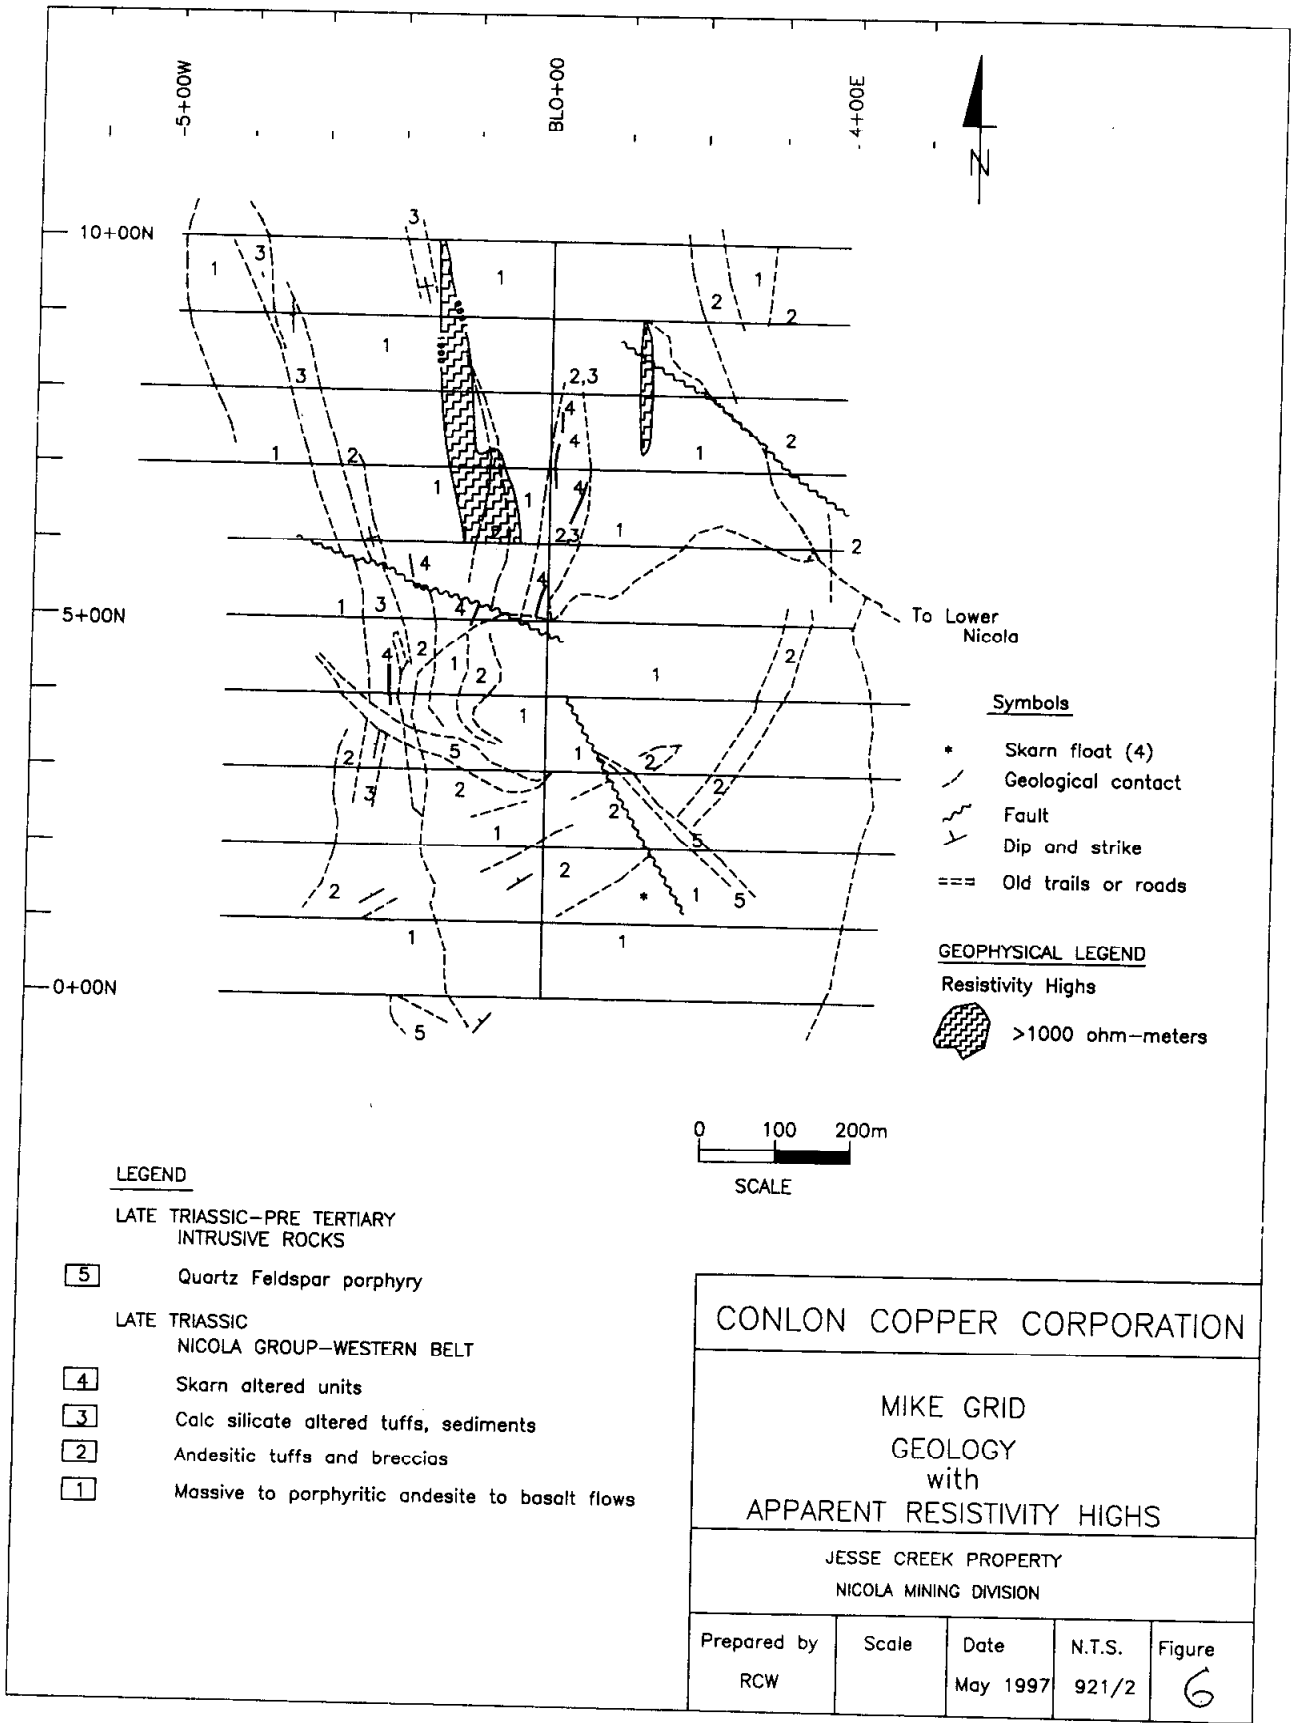 -5+00W
BL0+00
4+00E
N
10+00N
3
3
1
1
1
2
2
1
3
2,3
4
4
2
1
2
1
1
1
4
2,3
1
2
2
4
4
5+00N
1
3
4
To Lower
Nicola
4
2
1
2
1
2
1
5
1
2
2
3
2
2
2
1
5
2
2
1
5
1
1
0+00N
5
Symbols
* Skarn float (4)
Geological contact
Fault
Dip and strike
Old trails or roads
GEOPHYSICAL LEGEND
Resistivity Highs
>1000 ohm-meters
0 100 200m
SCALE
LEGEND
LATE TRIASSIC-PRE TERTIARY
INTRUSIVE ROCKS
5 Quartz Feldspar porphyry
LATE TRIASSIC
NICOLA GROUP-WESTERN BELT
4 Skarn altered units
3 Calc silicate altered tuffs, sediments
2 Andesitic tuffs and breccias
1 Massive to porphyritic andesite to basalt flows
CONLON COPPER CORPORATION
MIKE GRID
GEOLOGY
with
APPARENT RESISTIVITY HIGHS
JESSE CREEK PROPERTY
NICOLA MINING DIVISION
Prepared by
RCW
Scale
Date
May 1997
N.T.S.
921/2
Figure
6